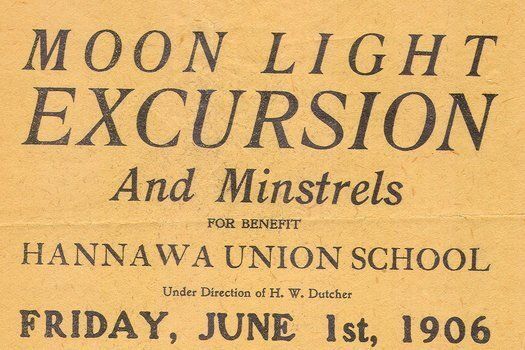 MOON LIGHT
EXCURSION
And Minstrels
FOR BENEFIT
HANNAWA UNION SCHOOL
Under Direction of H. W. Dutcher
FRIDAY, JUNE 1st, 1906